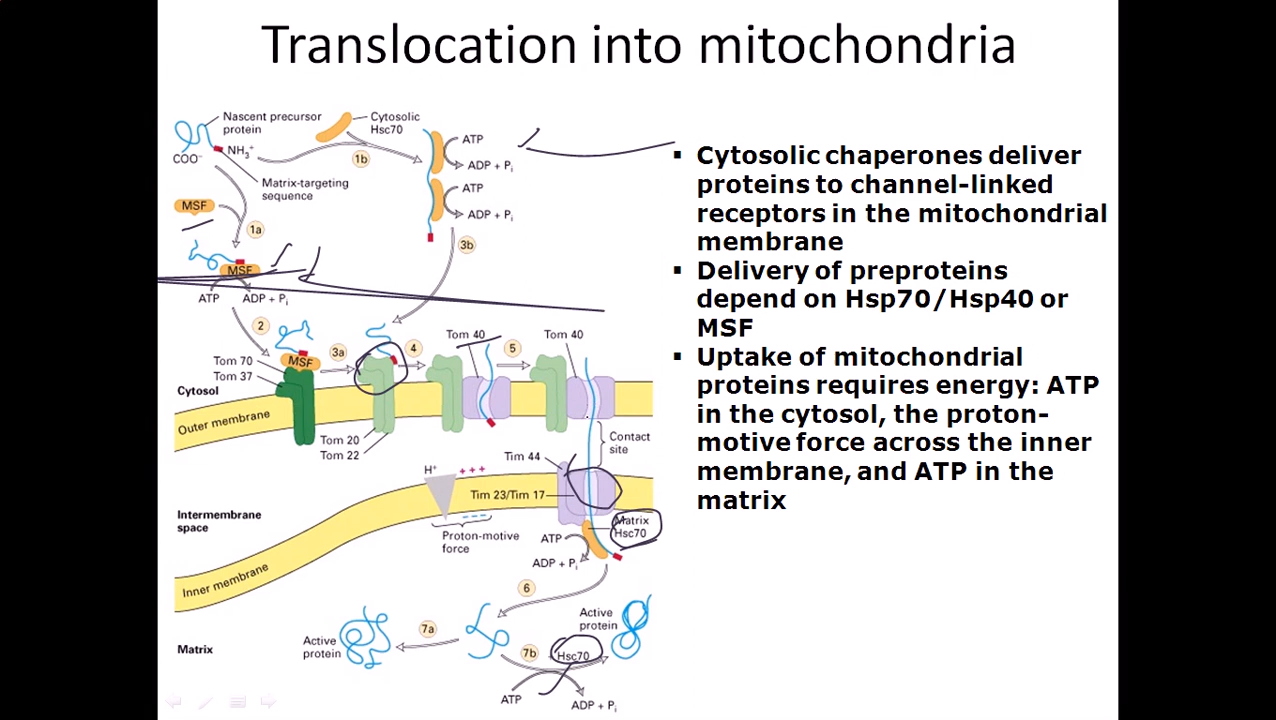 Translocation into mitochondria
Nascent precursor
protein
Cytosolic
Hsc70
COO⁻
NH₃⁺
Matrix-targeting
sequence
1b
ATP
ADP + Pᵢ
ATP
ADP + Pᵢ
MSF
1a
3b
MSF
ATP
ADP + Pᵢ
2
MSF
3a
4
Tom 40
5
Tom 40
Tom 70
Tom 37
Cytosol
Outer membrane
Tom 20
Tom 22
Contact
site
Tim 44
H⁺
+++
Tim 23/Tim 17
Intermembrane
space
Proton-motive
force
Matrix
Hsc70
ATP
ADP + Pᵢ
Inner membrane
6
Active
protein
7a
Active
protein
Matrix
7b
Hsc70
ATP
ADP + Pᵢ
▪ Cytosolic chaperones deliver
proteins to channel-linked
receptors in the mitochondrial
membrane
▪ Delivery of preproteins
depend on Hsp70/Hsp40 or
MSF
▪ Uptake of mitochondrial
proteins requires energy: ATP
in the cytosol, the proton-
motive force across the inner
membrane, and ATP in the
matrix